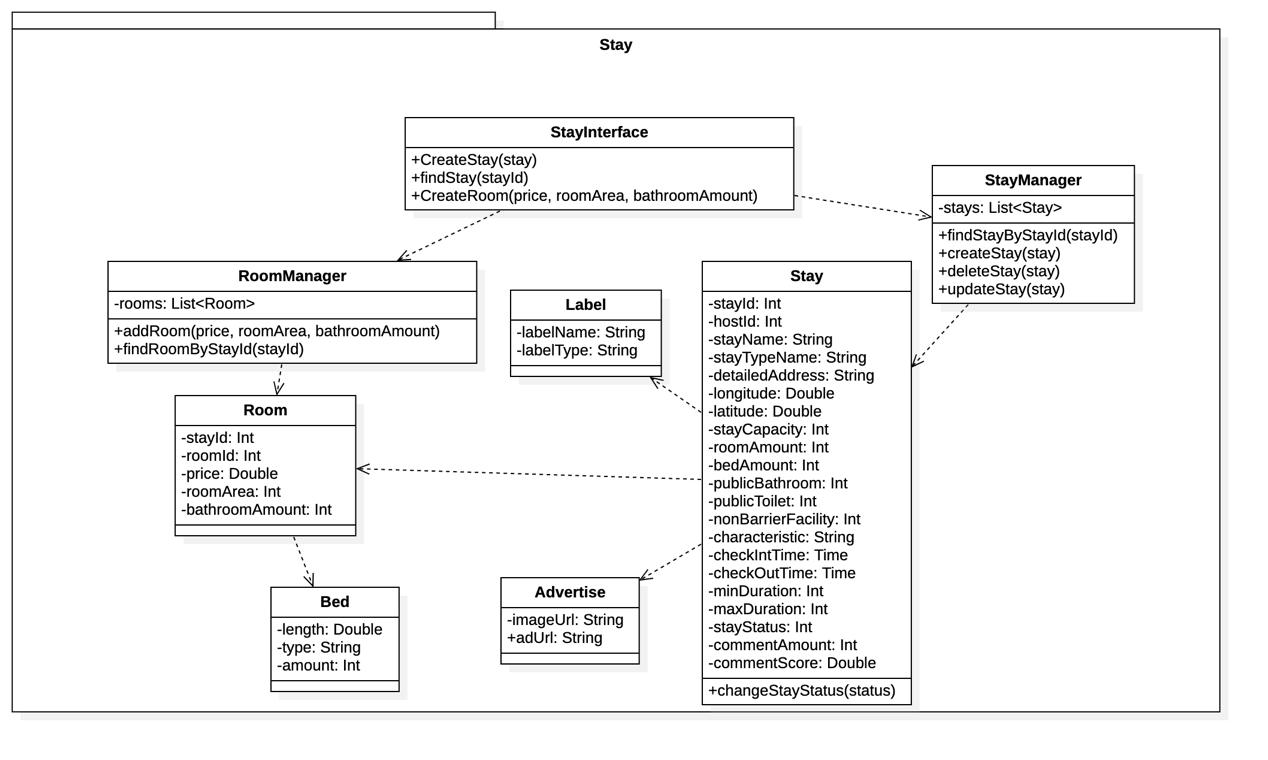 Stay
StayInterface
+CreateStay(stay)
+findStay(stayId)
+CreateRoom(price, roomArea, bathroomAmount)
StayManager
-stays: List<Stay>
+findStayByStayId(stayId)
+createStay(stay)
+deleteStay(stay)
+updateStay(stay)
RoomManager
-rooms: List<Room>
+addRoom(price, roomArea, bathroomAmount)
+findRoomByStayId(stayId)
Label
-labelName: String
-labelType: String
Stay
-stayId: Int
-hostId: Int
-stayName: String
-stayTypeName: String
-detailedAddress: String
-longitude: Double
-latitude: Double
-stayCapacity: Int
-roomAmount: Int
-bedAmount: Int
-publicBathroom: Int
-publicToilet: Int
-nonBarrierFacility: Int
-characteristic: String
-checkIntTime: Time
-checkOutTime: Time
-minDuration: Int
-maxDuration: Int
-stayStatus: Int
-commentAmount: Int
-commentScore: Double
+changeStayStatus(status)
Room
-stayId: Int
-roomId: Int
-price: Double
-roomArea: Int
-bathroomAmount: Int
Bed
-length: Double
-type: String
-amount: Int
Advertise
-imageUrl: String
+adUrl: String